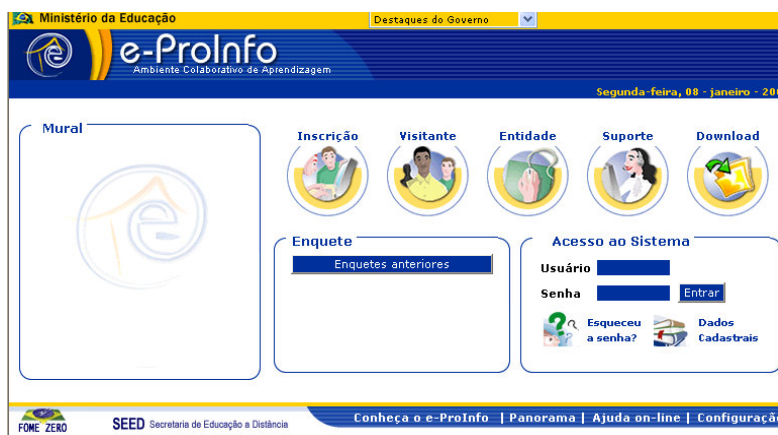 Ministério da Educação
Destaques do Governo
e-ProInfo
Ambiente Colaborativo de Aprendizagem
Segunda-feira, 08 - janeiro - 20
Mural
Inscrição Visitante Entidade Suporte Download
Enquete
Enquetes anteriores
Acesso ao Sistema
Usuário
Senha Entrar
Esqueceu
a senha?
Dados
Cadastrais
FOME ZERO
SEED Secretaria de Educação a Distância
Conheça o e-ProInfo | Panorama | Ajuda on-line | Configuraçã